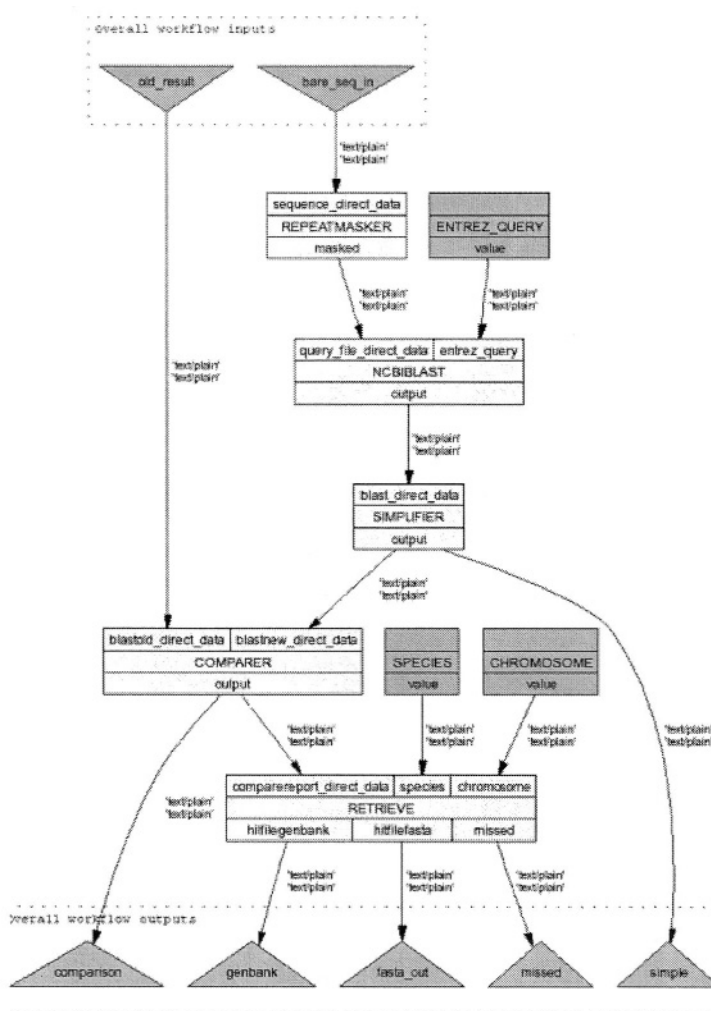 Overall workflow inputs
old_result bare_seq_in
'text/plain'
'text/plain'
sequence_direct_data
REPEATMASKER ENTREZ_QUERY
masked value
'text/plain' 'text/plain'
'text/plain' 'text/plain'
query_file_direct_data entrez_query
'text/plain'
'text/plain'
NCBIBLAST
output
'text/plain'
'text/plain'
blast_direct_data
SIMPLIFIER
output
'text/plain'
'text/plain'
blastold_direct_data blastnew_direct_data
COMPARER SPECIES CHROMOSOME
output value value
'text/plain' 'text/plain' 'text/plain' 'text/plain'
'text/plain' 'text/plain' 'text/plain' 'text/plain'
comparereport_direct_data species chromosome
'text/plain'
'text/plain'
RETRIEVE
hitfilegenbank hitfilefasta missed
'text/plain' 'text/plain' 'text/plain'
'text/plain' 'text/plain' 'text/plain'
Overall workflow outputs
comparison genbank fasta_out missed simple